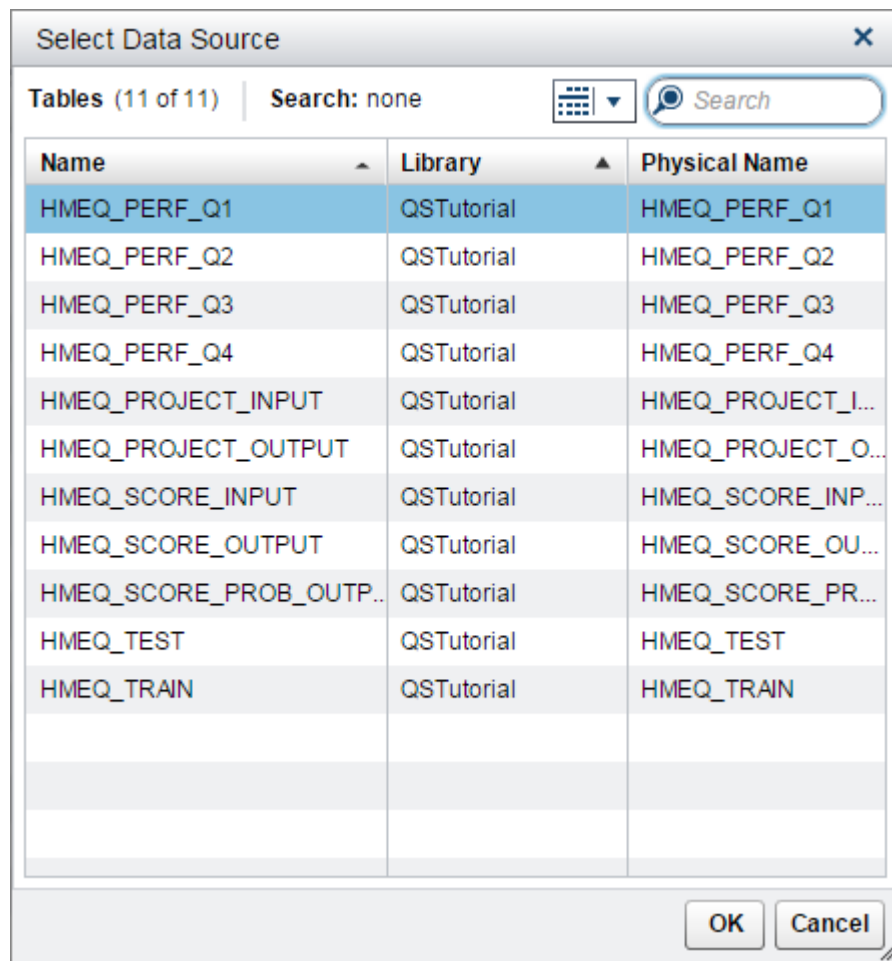 Select Data Source
Tables (11 of 11) Search: none Search
Name Library Physical Name
HMEQ_PERF_Q1 QSTutorial HMEQ_PERF_Q1
HMEQ_PERF_Q2 QSTutorial HMEQ_PERF_Q2
HMEQ_PERF_Q3 QSTutorial HMEQ_PERF_Q3
HMEQ_PERF_Q4 QSTutorial HMEQ_PERF_Q4
HMEQ_PROJECT_INPUT QSTutorial HMEQ_PROJECT_I...
HMEQ_PROJECT_OUTPUT QSTutorial HMEQ_PROJECT_O...
HMEQ_SCORE_INPUT QSTutorial HMEQ_SCORE_INP...
HMEQ_SCORE_OUTPUT QSTutorial HMEQ_SCORE_OU...
HMEQ_SCORE_PROB_OUTP... QSTutorial HMEQ_SCORE_PR...
HMEQ_TEST QSTutorial HMEQ_TEST
HMEQ_TRAIN QSTutorial HMEQ_TRAIN
OK Cancel